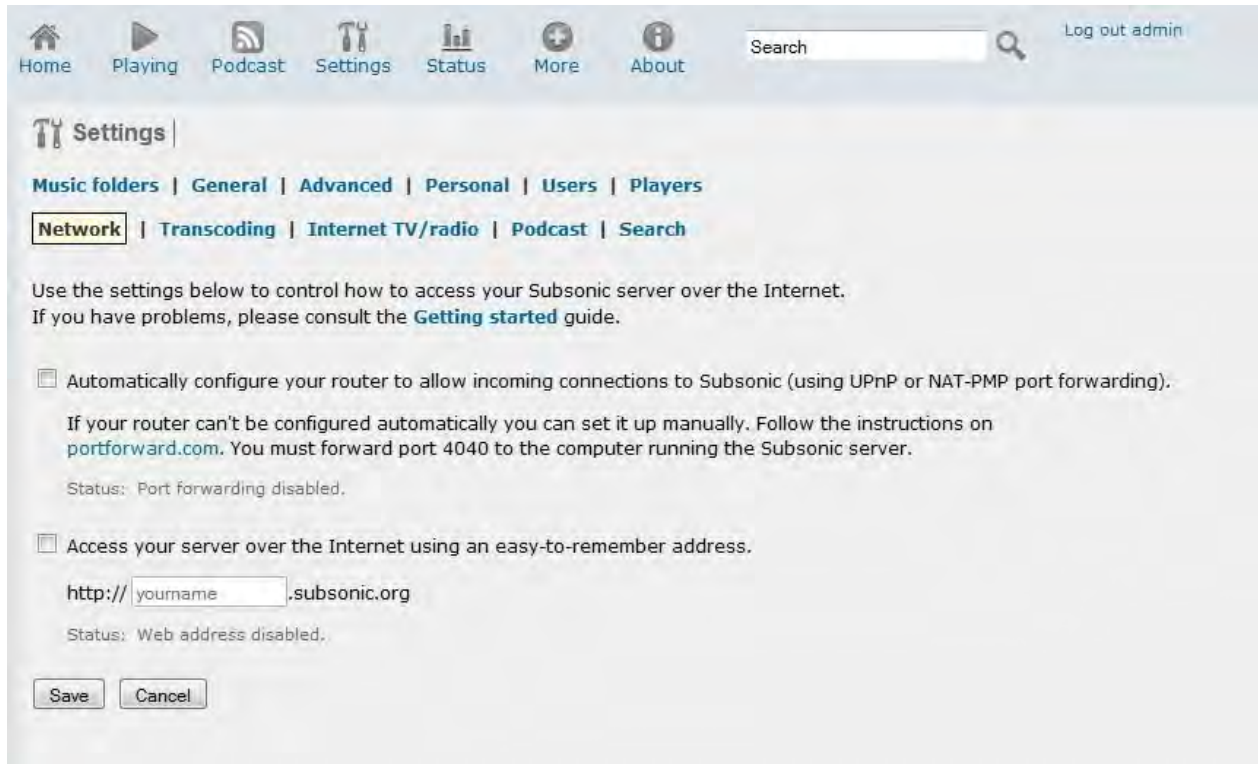 Home Playing Podcast Settings Status More About Search Log out admin
Settings |
Music folders | General | Advanced | Personal | Users | Players
Network | Transcoding | Internet TV/radio | Podcast | Search
Use the settings below to control how to access your Subsonic server over the Internet.
If you have problems, please consult the Getting started guide.
Automatically configure your router to allow incoming connections to Subsonic (using UPnP or NAT-PMP port forwarding).
If your router can't be configured automatically you can set it up manually. Follow the instructions on
portforward.com. You must forward port 4040 to the computer running the Subsonic server.
Status: Port forwarding disabled.
Access your server over the Internet using an easy-to-remember address.
http:// yourname .subsonic.org
Status: Web address disabled.
Save Cancel